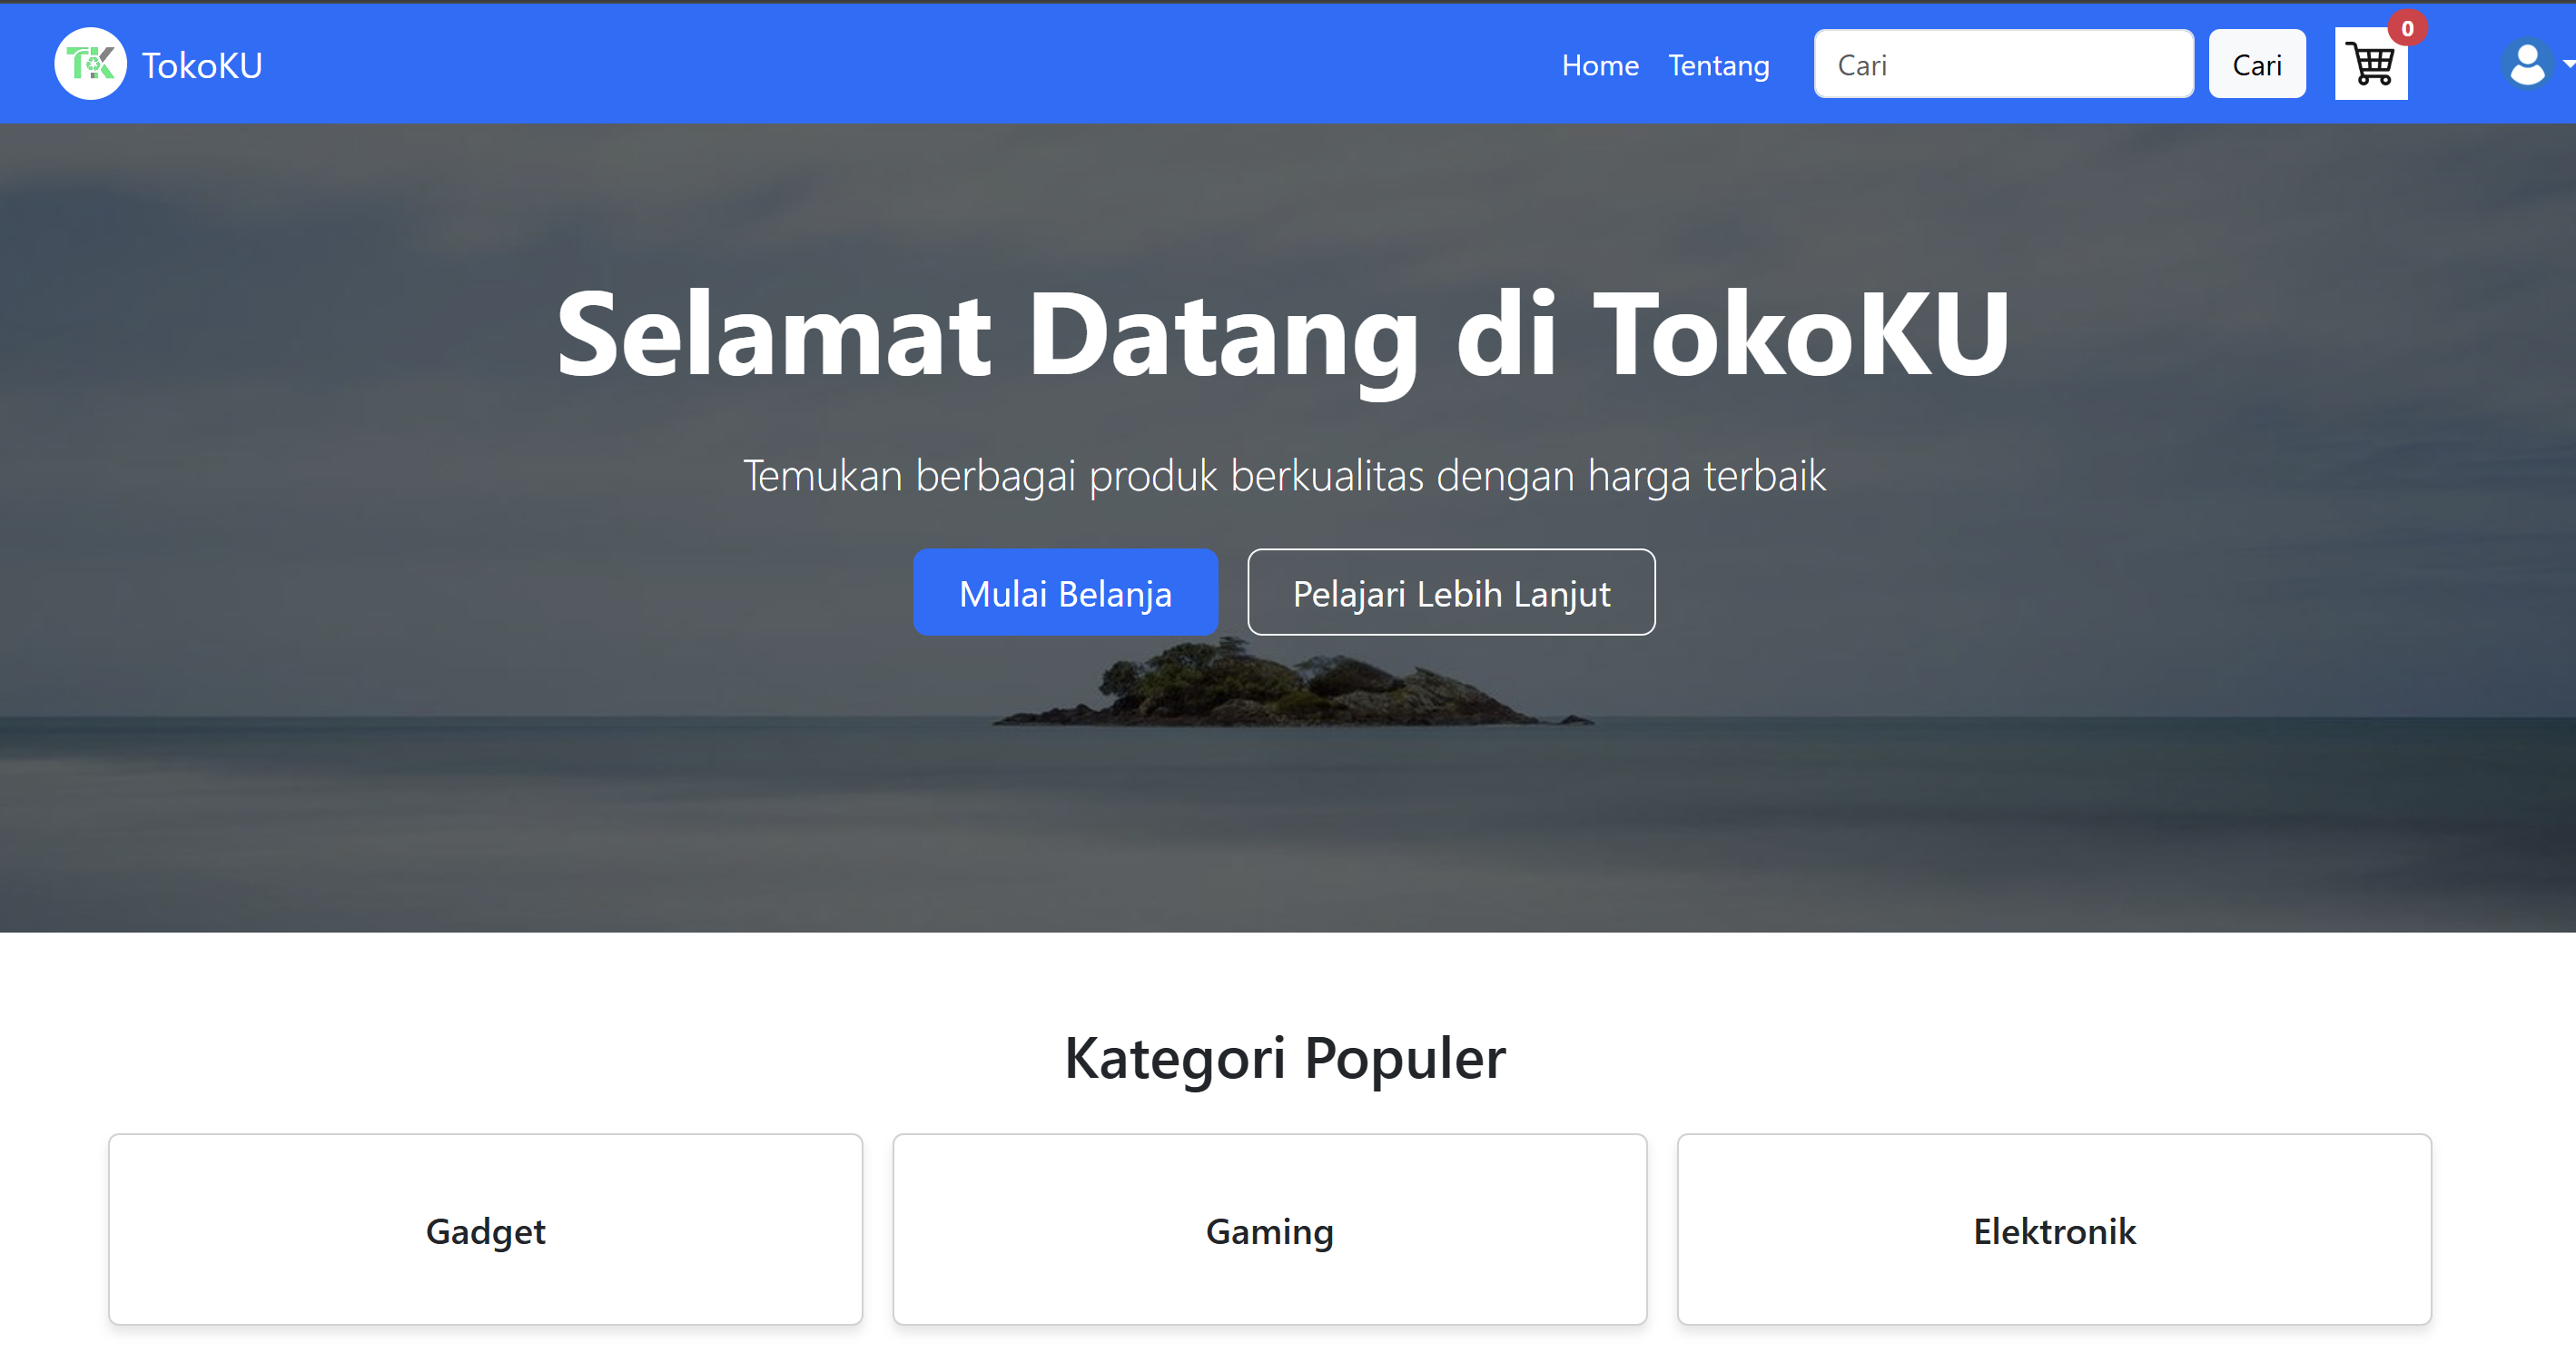 TK TokoKU Home Tentang Cari Cari 0
Selamat Datang di TokoKU
Temukan berbagai produk berkualitas dengan harga terbaik
Mulai Belanja Pelajari Lebih Lanjut
Kategori Populer
Gadget Gaming Elektronik